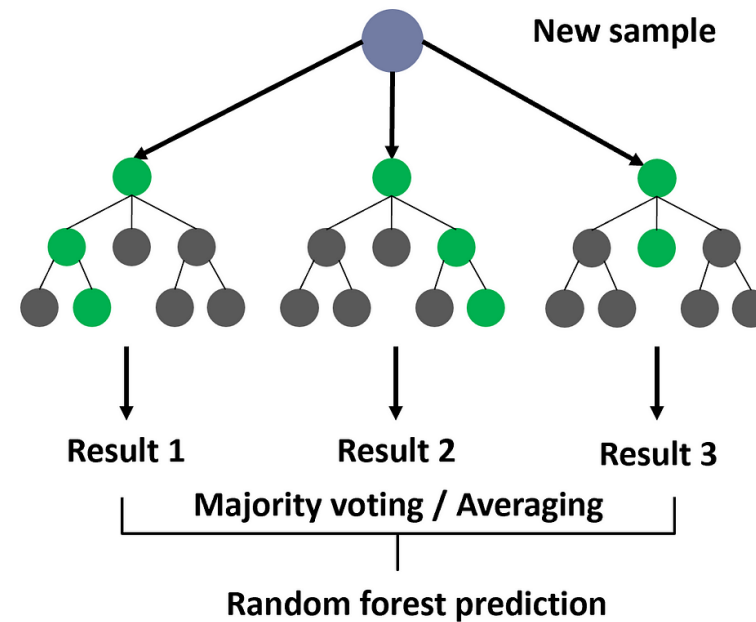 New sample
Result 1
Result 2
Result 3
Majority voting / Averaging
Random forest prediction